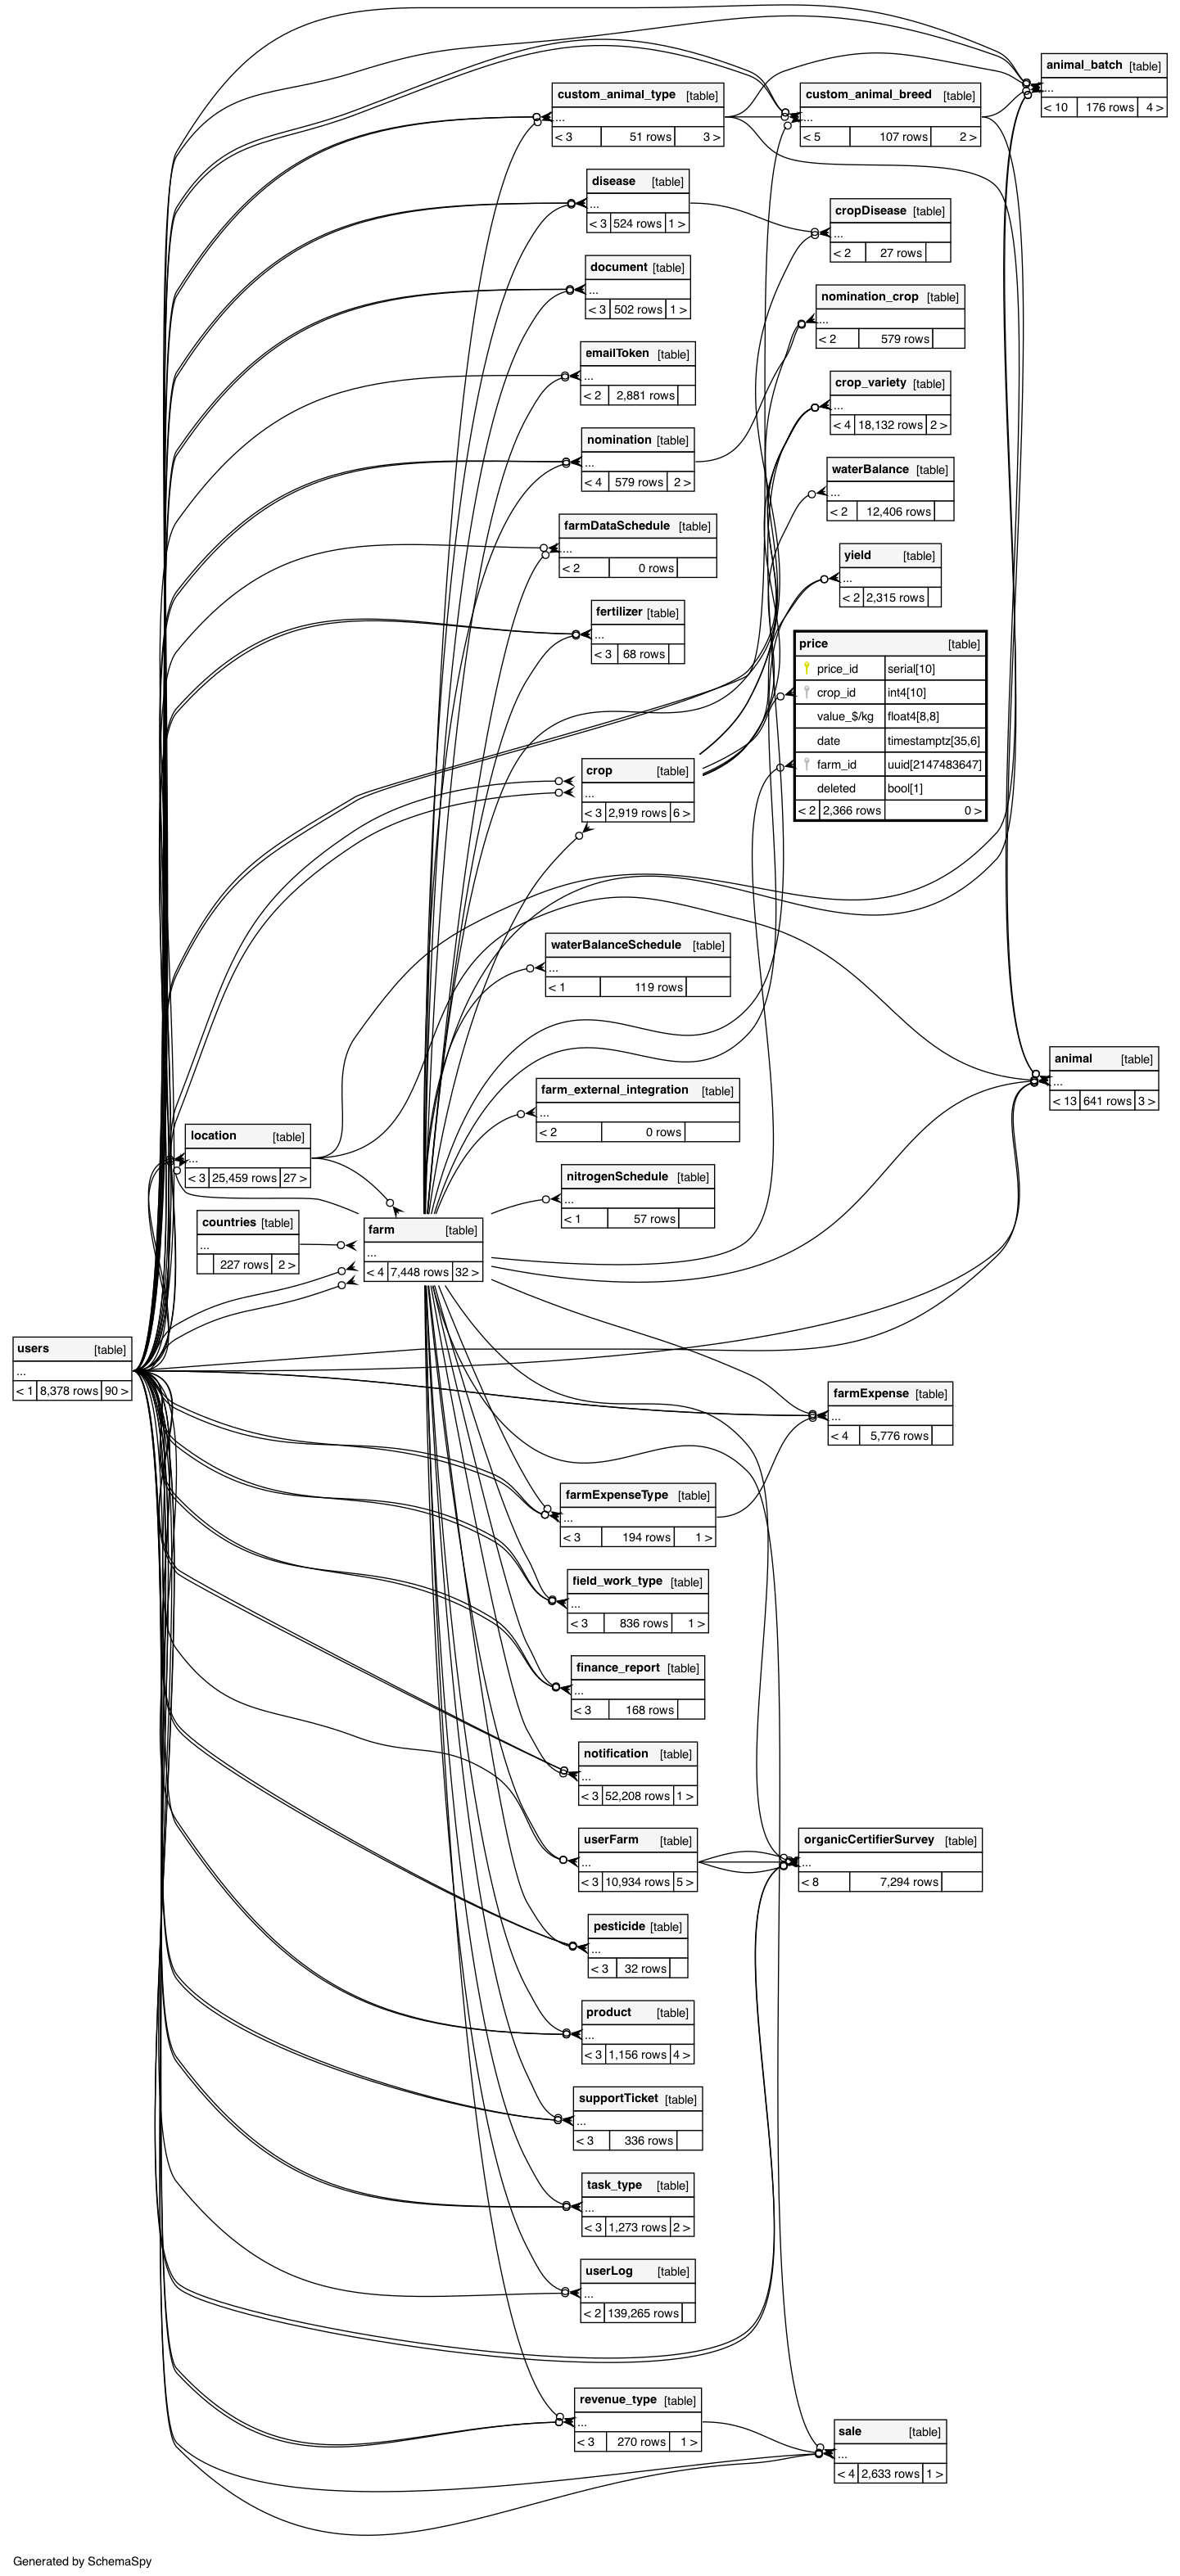 animal_batch [table]
...
< 10 176 rows 4 >
custom_animal_type [table]
...
< 3 51 rows 3 >
custom_animal_breed [table]
...
< 5 107 rows 2 >
disease [table]
...
< 3 524 rows 1 >
cropDisease [table]
...
< 2 27 rows
document [table]
...
< 3 502 rows 1 >
nomination_crop [table]
...
< 2 579 rows
emailToken [table]
...
< 2 2,881 rows
crop_variety [table]
...
< 4 18,132 rows 2 >
nomination [table]
...
< 4 579 rows 2 >
waterBalance [table]
...
< 2 12,406 rows
farmDataSchedule [table]
...
< 2 0 rows
yield [table]
...
< 2 2,315 rows
fertilizer [table]
...
< 3 68 rows
price [table]
price_id serial[10]
crop_id int4[10]
value_$/kg float4[8,8]
date timestamptz[35,6]
farm_id uuid[2147483647]
deleted bool[1]
< 2 2,366 rows 0 >
crop [table]
...
< 3 2,919 rows 6 >
waterBalanceSchedule [table]
...
< 1 119 rows
animal [table]
...
< 13 641 rows 3 >
farm_external_integration [table]
...
< 2 0 rows
location [table]
...
< 3 25,459 rows 27 >
nitrogenSchedule [table]
...
< 1 57 rows
countries [table]
...
227 rows 2 >
farm [table]
...
< 4 7,448 rows 32 >
users [table]
...
< 1 8,378 rows 90 >
farmExpense [table]
...
< 4 5,776 rows
farmExpenseType [table]
...
< 3 194 rows 1 >
field_work_type [table]
...
< 3 836 rows 1 >
finance_report [table]
...
< 3 168 rows
notification [table]
...
< 3 52,208 rows 1 >
userFarm [table]
...
< 3 10,934 rows 5 >
organicCertifierSurvey [table]
...
< 8 7,294 rows
pesticide [table]
...
< 3 32 rows
product [table]
...
< 3 1,156 rows 4 >
supportTicket [table]
...
< 3 336 rows
task_type [table]
...
< 3 1,273 rows 2 >
userLog [table]
...
< 2 139,265 rows
revenue_type [table]
...
< 3 270 rows 1 >
sale [table]
...
< 4 2,633 rows 1 >
Generated by SchemaSpy